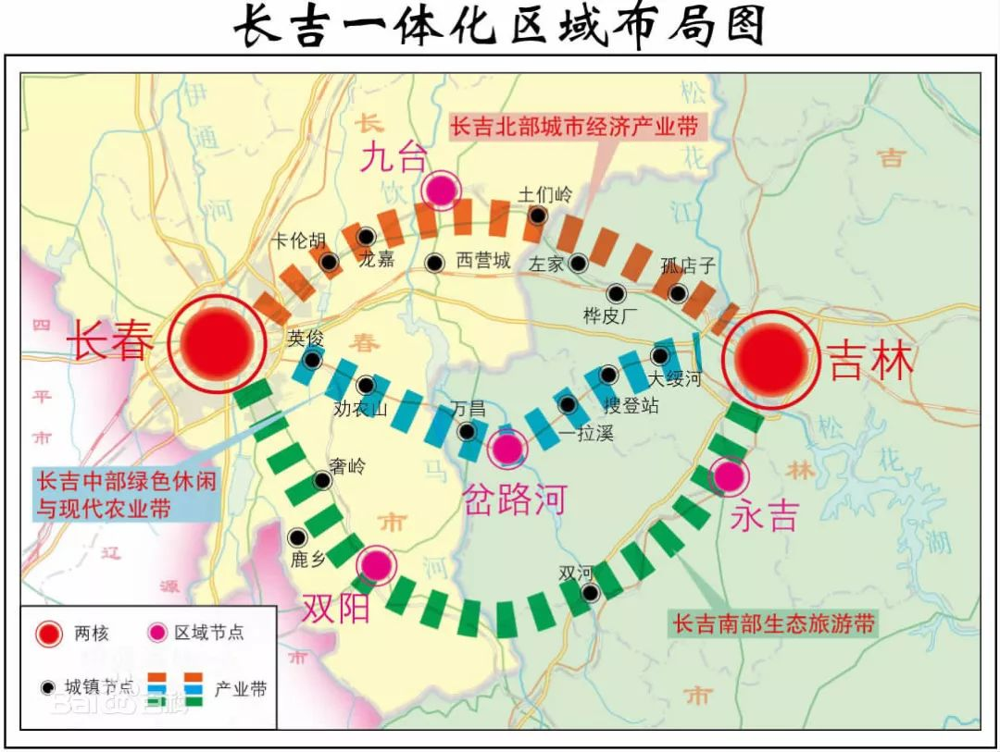 长吉一体化区域布局图
伊通河
长
松花江
吉
长吉北部城市经济产业带
九台
饮
土们岭
卡伦胡
龙嘉
西营城
左家
孤店子
桦皮厂
四平市
长春
英俊
春
吉林
大绥河
劝农山
万昌
搜登站
一拉溪
松花湖
长吉中部绿色休闲
与现代农业带
奢岭
马
岔路河
林
永吉
市
辽源市
鹿乡
河
双河
双阳
长吉南部生态旅游带
市
两核
区域节点
城镇节点
产业带
Bai百科